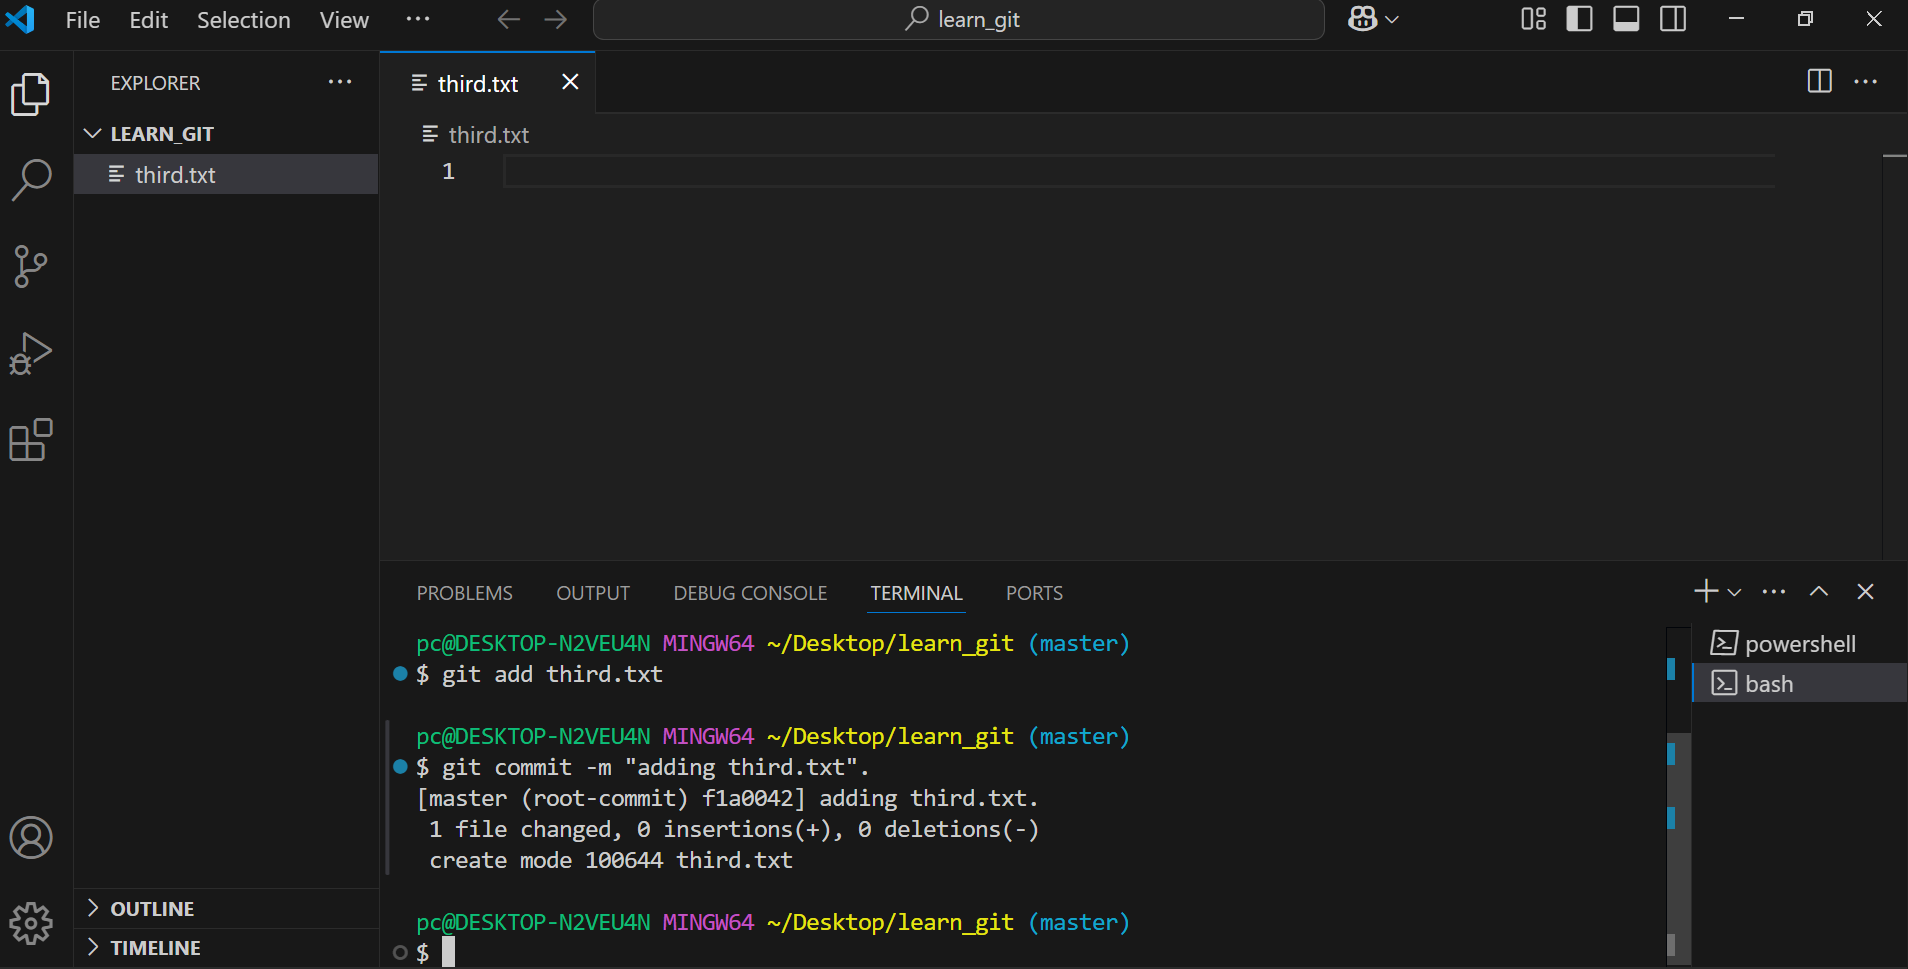 File Edit Selection View ··· learn_git
EXPLORER ···
LEARN_GIT
third.txt
third.txt
third.txt
1
PROBLEMS OUTPUT DEBUG CONSOLE TERMINAL PORTS
pc@DESKTOP-N2VEU4N MINGW64 ~/Desktop/learn_git (master)
$ git add third.txt
pc@DESKTOP-N2VEU4N MINGW64 ~/Desktop/learn_git (master)
$ git commit -m "adding third.txt".
[master (root-commit) f1a0042] adding third.txt.
1 file changed, 0 insertions(+), 0 deletions(-)
create mode 100644 third.txt
pc@DESKTOP-N2VEU4N MINGW64 ~/Desktop/learn_git (master)
$
powershell
bash
OUTLINE
TIMELINE